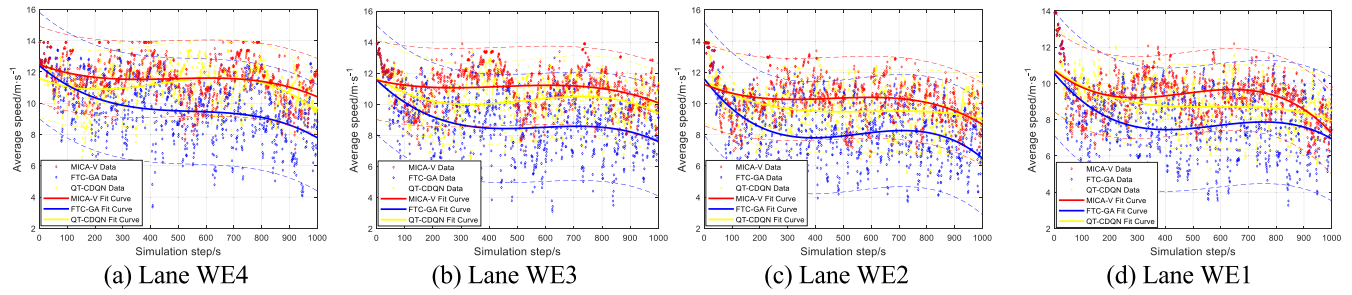 16
14
12
10
8
6
4
2
Average speed/m·s⁻¹
MICA-V Data
FTC-GA Data
QT-CDQN Data
MICA-V Fit Curve
FTC-GA Fit Curve
QT-CDQN Fit Curve
0 100 200 300 400 500 600 700 800 900 1000
Simulation step/s
(a) Lane WE4
16
14
12
10
8
6
4
2
Average speed/m·s⁻¹
MICA-V Data
FTC-GA Data
QT-CDQN Data
MICA-V Fit Curve
FTC-GA Fit Curve
QT-CDQN Fit Curve
0 100 200 300 400 500 600 700 800 900 1000
Simulation step/s
(b) Lane WE3
16
14
12
10
8
6
4
2
Average speed/m·s⁻¹
MICA-V Data
FTC-GA Data
QT-CDQN Data
MICA-V Fit Curve
FTC-GA Fit Curve
QT-CDQN Fit Curve
0 100 200 300 400 500 600 700 800 900 1000
Simulation step/s
(c) Lane WE2
14
12
10
8
6
4
2
Average speed/m·s⁻¹
MICA-V Data
FTC-GA Data
QT-CDQN Data
MICA-V Fit Curve
FTC-GA Fit Curve
QT-CDQN Fit Curve
0 100 200 300 400 500 600 700 800 900 1000
Simulation step/s
(d) Lane WE1